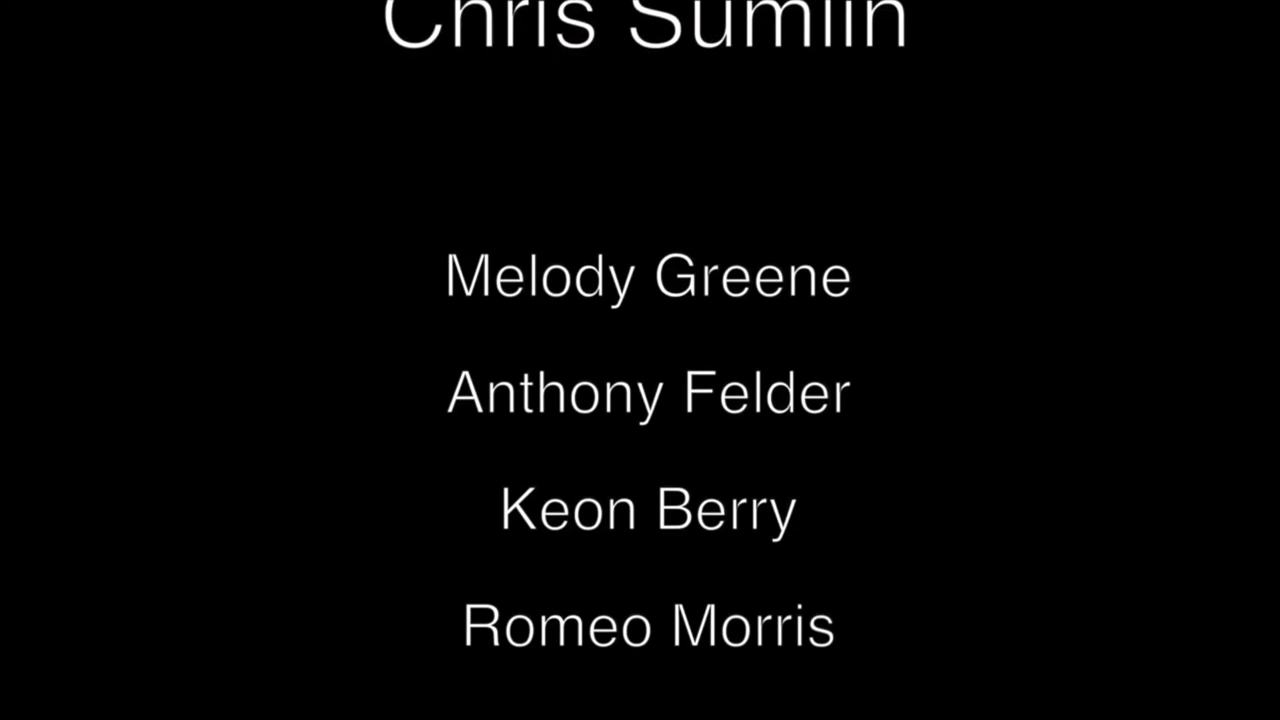 Chris Sumlin
Melody Greene
Anthony Felder
Keon Berry
Romeo Morris